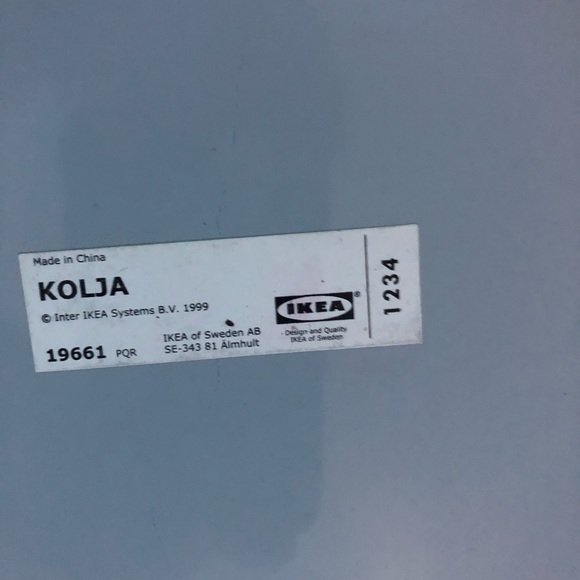 Made in China
KOLJA
© Inter IKEA Systems B.V. 1999
19661 PQR
IKEA of Sweden AB
SE-343 81 Älmhult
IKEA®
Design and Quality
IKEA of Sweden
1234